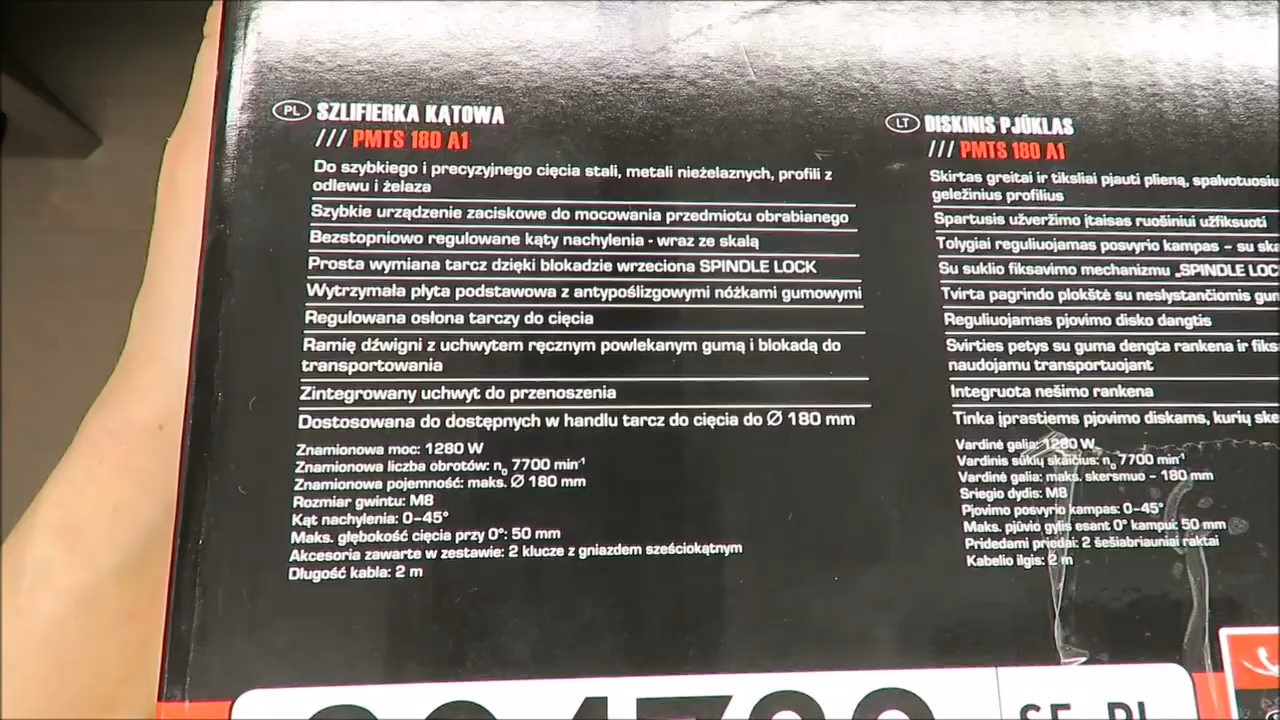 PL SZLIFIERKA KĄTOWA
/// PMTS 180 A1
Do szybkiego i precyzyjnego cięcia stali, metali nieżelaznych, profili z
odlewu i żelaza
Szybkie urządzenie zaciskowe do mocowania przedmiotu obrabianego
Bezstopniowo regulowane kąty nachylenia - wraz ze skalą
Prosta wymiana tarcz dzięki blokadzie wrzeciona SPINDLE LOCK
Wytrzymała płyta podstawowa z antypoślizgowymi nóżkami gumowymi
Regulowana osłona tarczy do cięcia
Ramię dźwigni z uchwytem ręcznym powlekanym gumą i blokadą do
transportowania
Zintegrowany uchwyt do przenoszenia
Dostosowana do dostępnych w handlu tarcz do cięcia do Ø 180 mm
Znamionowa moc: 1280 W
Znamionowa liczba obrotów: n₀ 7700 min⁻¹
Znamionowa pojemność: maks. Ø 180 mm
Rozmiar gwintu: M8
Kąt nachylenia: 0–45°
Maks. głębokość cięcia przy 0°: 50 mm
Akcesoria zawarte w zestawie: 2 klucze z gniazdem sześciokątnym
Długość kabla: 2 m
LT DISKINIS PJŪKLAS
/// PMTS 180 A1
Skirtas greitai ir tiksliai pjauti plieną,
geležinius profilius
Spartusis užveržimo įtaisas ruošiniui užfiksuoti
Tolygiai reguliuojamas posvyrio kampas – su
Su suklio fiksavimo mechanizmu „SPINDLE
Tvirta pagrindo plokštė su neslystančiomis
Reguliuojamas pjovimo disko dangtis
Svirties petys su guma dengta rankena ir
naudojamu transportuojant
Integruota nešimo rankena
Tinka įprastiems pjovimo diskams, kurių
Vardinė galia: 1280 W
Vardinis sūkių skaičius: n₀ 7700 min⁻¹
Vardinė galia: maks. skersmuo – 180 mm
Sriegio dydis: M8
Pjovimo posvyrio kampas: 0–45°
Maks. pjūvio gylis esant 0° kampui: 50 mm
Pridedami priedai: 2 šešiabriauniai raktai
Kabelio ilgis: 2 m